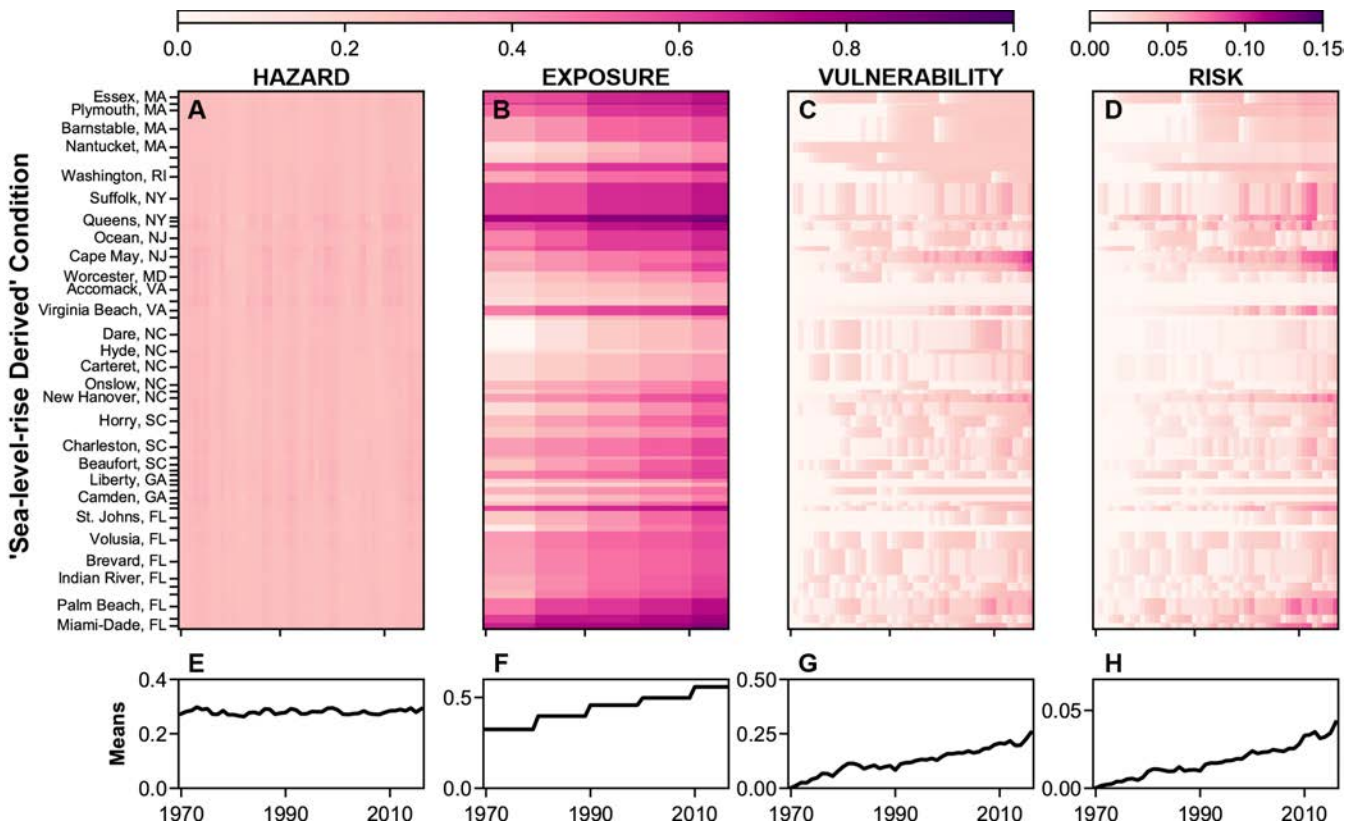 0.0 0.2 0.4 0.6 0.8 1.0 0.00 0.05 0.10 0.15
HAZARD EXPOSURE VULNERABILITY RISK
A B C D
'Sea-level-rise Derived' Condition
Essex, MA
Plymouth, MA
Barnstable, MA
Nantucket, MA
Washington, RI
Suffolk, NY
Queens, NY
Ocean, NJ
Cape May, NJ
Worcester, MD
Accomack, VA
Virginia Beach, VA
Dare, NC
Hyde, NC
Carteret, NC
Onslow, NC
New Hanover, NC
Horry, SC
Charleston, SC
Beaufort, SC
Liberty, GA
Camden, GA
St. Johns, FL
Volusia, FL
Brevard, FL
Indian River, FL
Palm Beach, FL
Miami-Dade, FL
E F G H
Means
0.4
0.2
0.0
0.5
0.0
0.50
0.25
0.00
0.05
0.00
1970 1990 2010 1970 1990 2010 1970 1990 2010 1970 1990 2010